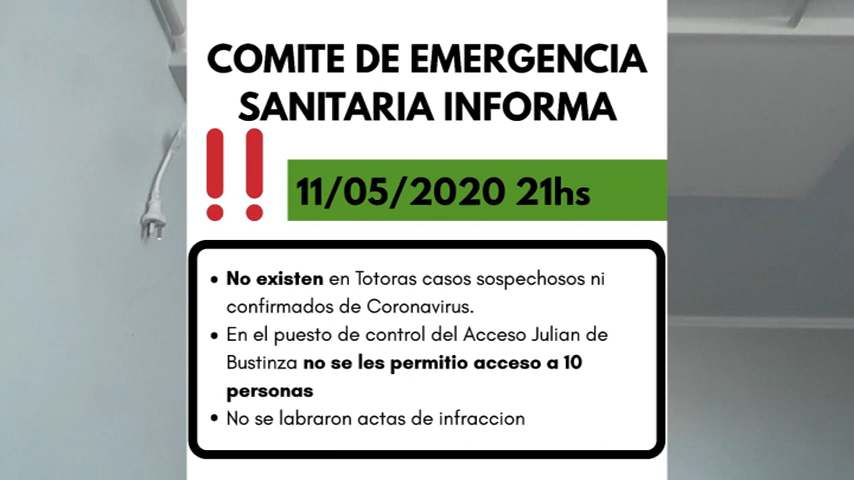 COMITE DE EMERGENCIA
SANITARIA INFORMA
11/05/2020 21hs
• No existen en Totoras casos sospechosos ni
confirmados de Coronavirus.
• En el puesto de control del Acceso Julian de
Bustinza no se les permitio acceso a 10
personas
• No se labraron actas de infraccion